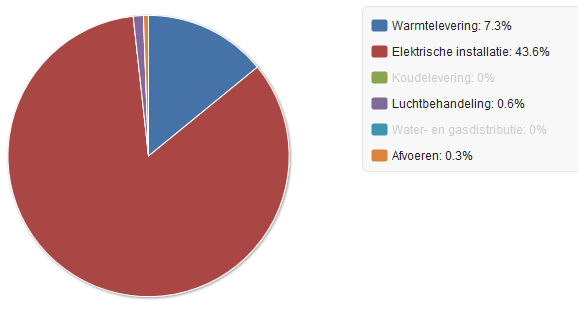 Warmtelevering: 7.3%
Elektrische installatie: 43.6%
Koudelevering: 0%
Luchtbehandeling: 0.6%
Water- en gasdistributie: 0%
Afvoeren: 0.3%